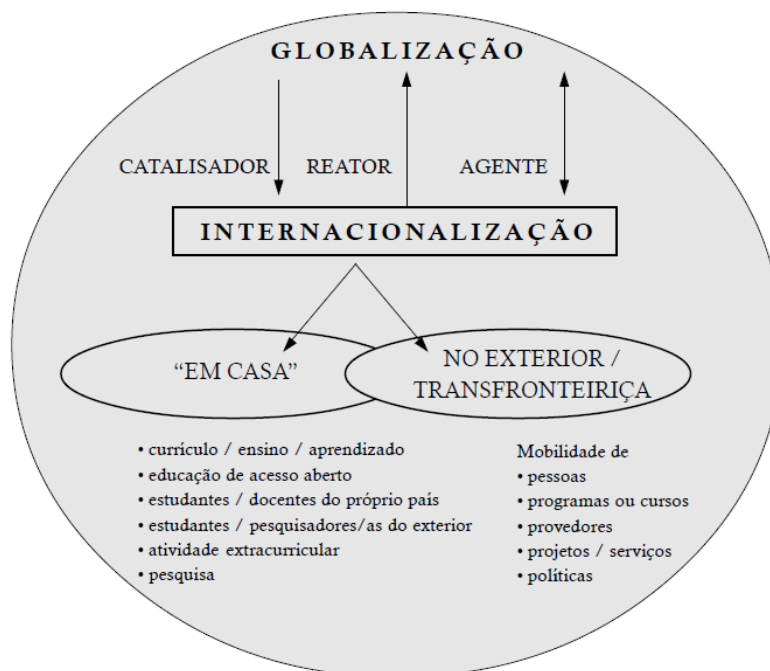 GLOBALIZAÇÃO
CATALISADOR REATOR AGENTE
INTERNACIONALIZAÇÃO
“EM CASA”
NO EXTERIOR /
TRANSFRONTEIRIÇA
• currículo / ensino / aprendizado
• educação de acesso aberto
• estudantes / docentes do próprio país
• estudantes / pesquisadores/as do exterior
• atividade extracurricular
• pesquisa
Mobilidade de
• pessoas
• programas ou cursos
• provedores
• projetos / serviços
• políticas